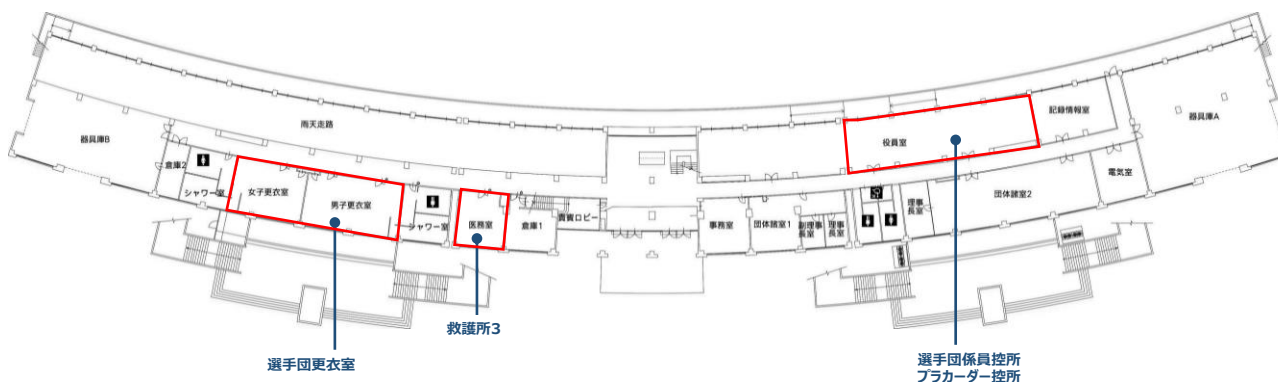 器具庫B
雨天走路
倉庫2
シャワー室
女子更衣室
男子更衣室
シャワー室
医務室
倉庫1
貴賓ロビー
事務室
団体諸室1
副理事
長室
理事
長室
理事
長室
役員室
記録情報室
団体諸室2
電気室
器具庫A
選手団更衣室
救護所3
選手団係員控所
プラカーダー控所